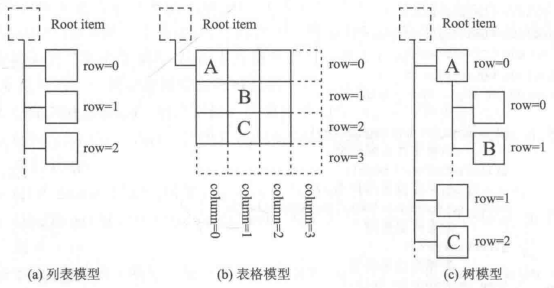 Root item
row=0
row=1
row=2
(a) 列表模型
Root item
A
B
C
row=0
row=1
row=2
row=3
column=0
column=1
column=2
column=3
(b) 表格模型
Root item
A
row=0
row=0
B
row=1
row=1
C
row=2
(c) 树模型